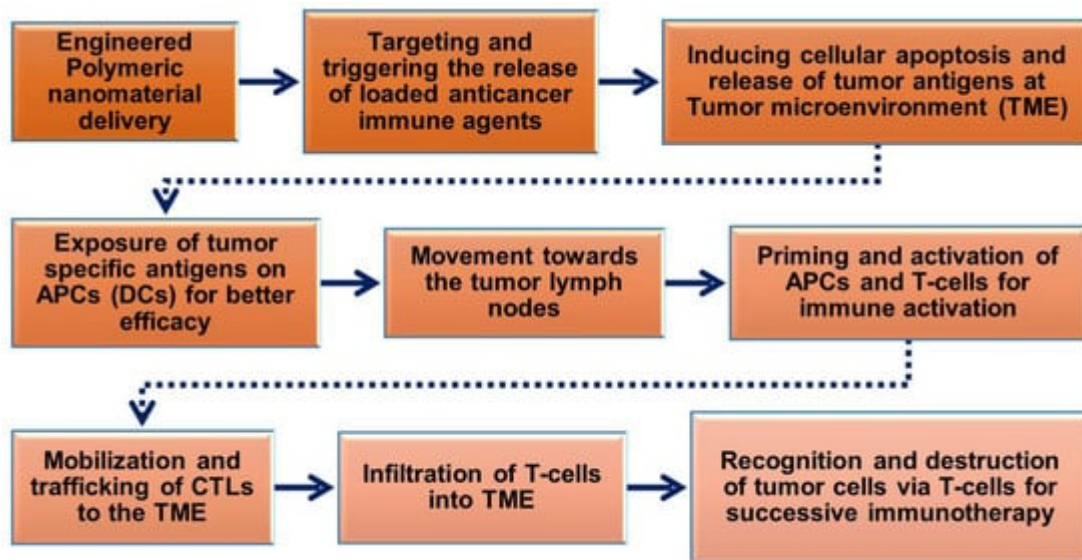 Engineered
Polymeric
nanomaterial
delivery
Targeting and
triggering the release
of loaded anticancer
immune agents
Inducing cellular apoptosis and
release of tumor antigens at
Tumor microenvironment (TME)
Exposure of tumor
specific antigens on
APCs (DCs) for better
efficacy
Movement towards
the tumor lymph
nodes
Priming and activation of
APCs and T-cells for
immune activation
Mobilization and
trafficking of CTLs
to the TME
Infiltration of T-cells
into TME
Recognition and destruction
of tumor cells via T-cells for
successive immunotherapy